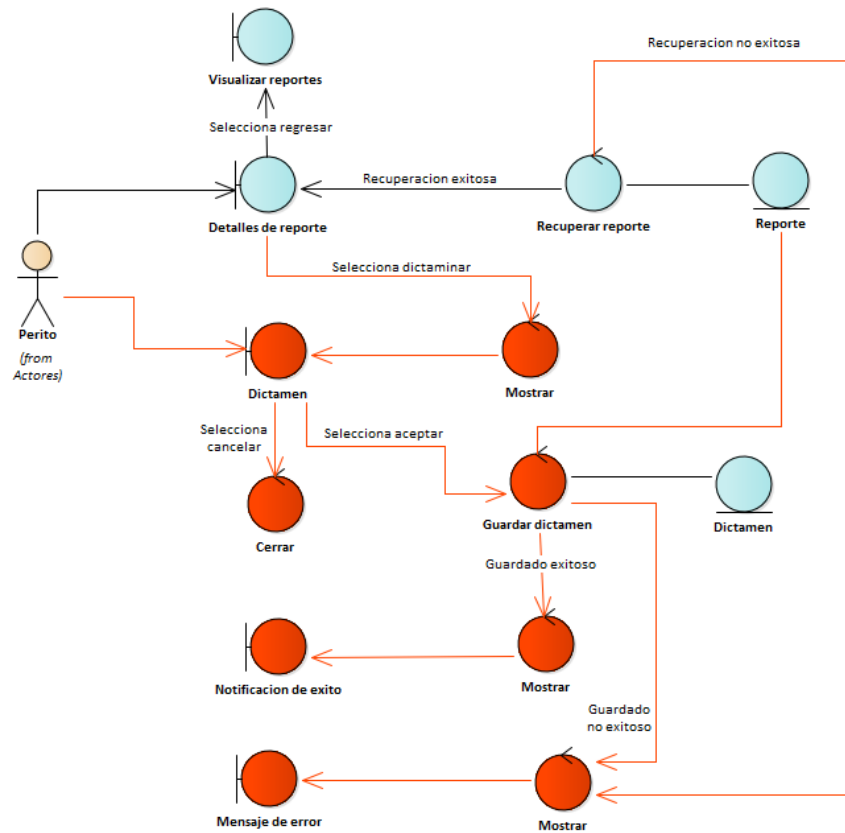 Recuperacion no exitosa
Visualizar reportes
Selecciona regresar
Recuperacion exitosa
Detalles de reporte
Recuperar reporte
Reporte
Selecciona dictaminar
Perito
(from
Actores)
Dictamen
Mostrar
Selecciona
cancelar
Selecciona aceptar
Guardar dictamen
Dictamen
Cerrar
Guardado exitoso
Notificacion de exito
Mostrar
Guardado
no exitoso
Mensaje de error
Mostrar